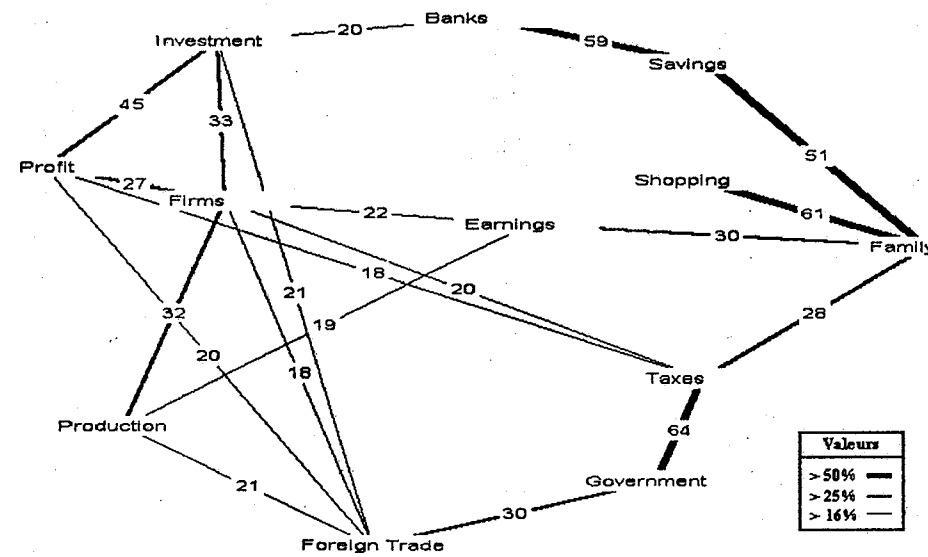 Banks
20
Investment
59
Savings
45
33
51
Profit
Shopping
27
Firms
61
22
Earnings
30
Family
18
20
21
19
32
28
20
18
Taxes
Production
64
Valeurs
> 50%
> 25%
> 16%
Government
21
30
Foreign Trade